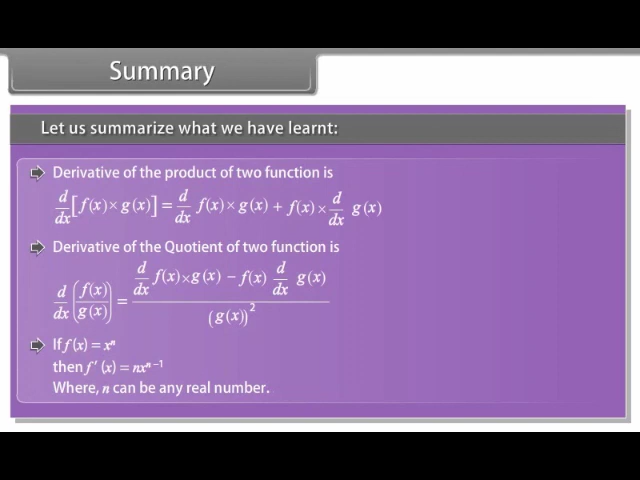 Summary
Let us summarize what we have learnt:
Derivative of the product of two function is
d/dx [f(x) × g(x)] = d/dx f(x) × g(x) + f(x) × d/dx g(x)
Derivative of the Quotient of two function is
d/dx (f(x)/g(x)) = (d/dx f(x) × g(x) − f(x) d/dx g(x)) / (g(x))²
If f(x) = xⁿ
then f′(x) = nxⁿ⁻¹
Where, n can be any real number.